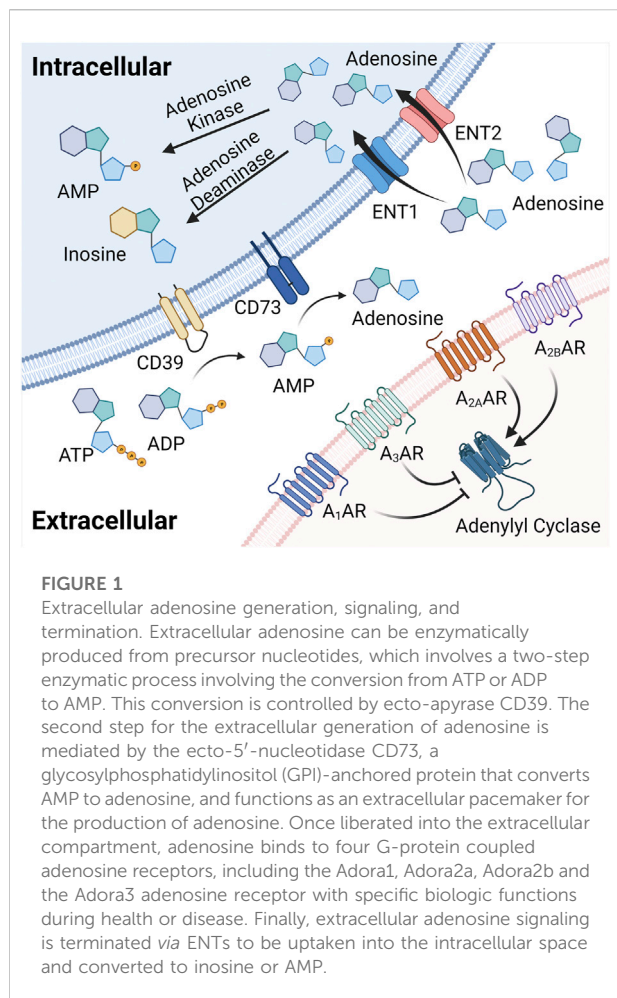 Intracellular
Adenosine
Adenosine
Kinase
ENT2
AMP
Adenosine
Deaminase
ENT1
Adenosine
Inosine
CD73
Adenosine
CD39
AMP
A2BAR
A2AAR
ATP
ADP
A3AR
A1AR
Adenylyl Cyclase
Extracellular
P
P
P
P
P
P
P
FIGURE 1
Extracellular adenosine generation, signaling, and
termination. Extracellular adenosine can be enzymatically
produced from precursor nucleotides, which involves a two-step
enzymatic process involving the conversion from ATP or ADP
to AMP. This conversion is controlled by ecto-apyrase CD39. The
second step for the extracellular generation of adenosine is
mediated by the ecto-5′-nucleotidase CD73, a
glycosylphosphatidylinositol (GPI)-anchored protein that converts
AMP to adenosine, and functions as an extracellular pacemaker for
the production of adenosine. Once liberated into the extracellular
compartment, adenosine binds to four G-protein coupled
adenosine receptors, including the Adora1, Adora2a, Adora2b and
the Adora3 adenosine receptor with specific biologic functions
during health or disease. Finally, extracellular adenosine signaling
is terminated via ENTs to be uptaken into the intracellular space
and converted to inosine or AMP.